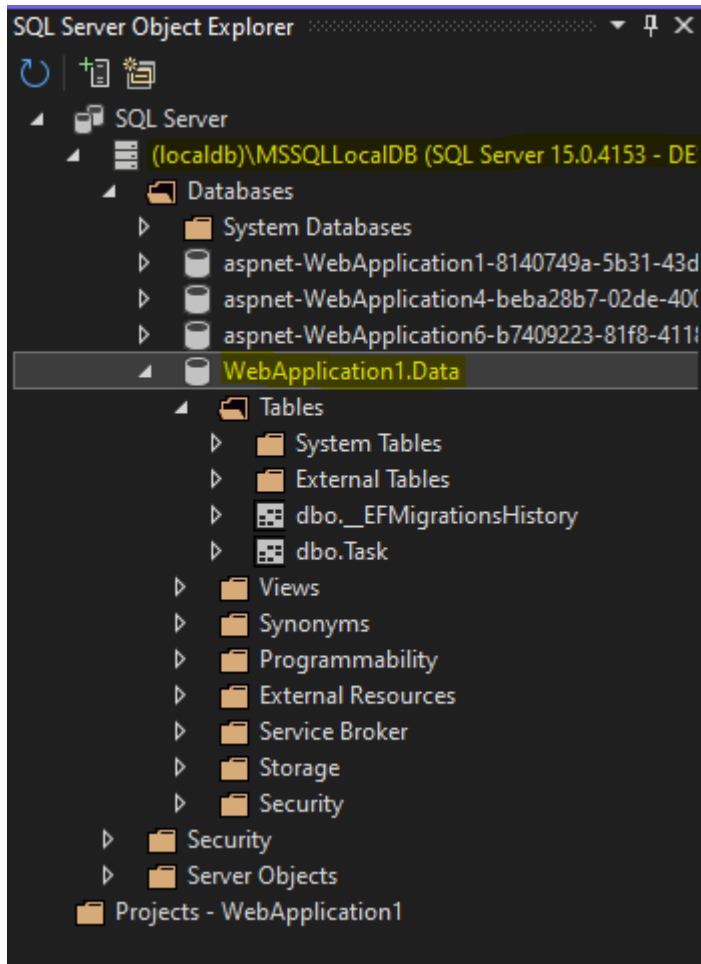 SQL Server Object Explorer
SQL Server
(localdb)\MSSQLLocalDB (SQL Server 15.0.4153 - DE
Databases
System Databases
aspnet-WebApplication1-8140749a-5b31-43d
aspnet-WebApplication4-beba28b7-02de-400
aspnet-WebApplication6-b7409223-81f8-4118
WebApplication1.Data
Tables
System Tables
External Tables
dbo.__EFMigrationsHistory
dbo.Task
Views
Synonyms
Programmability
External Resources
Service Broker
Storage
Security
Security
Server Objects
Projects - WebApplication1